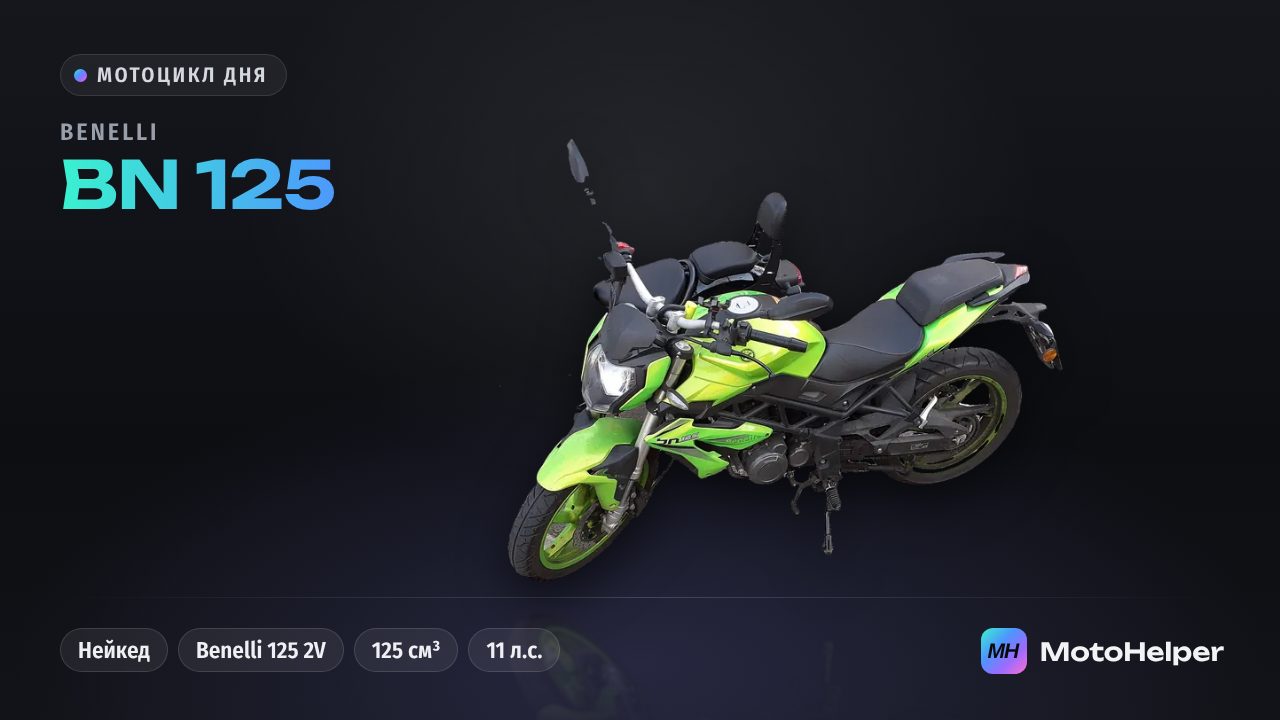 МОТОЦИКЛ ДНЯ
BENELLI
BN 125
Нейкед
Benelli 125 2V
125 см³
11 л.с.
MH
MotoHelper